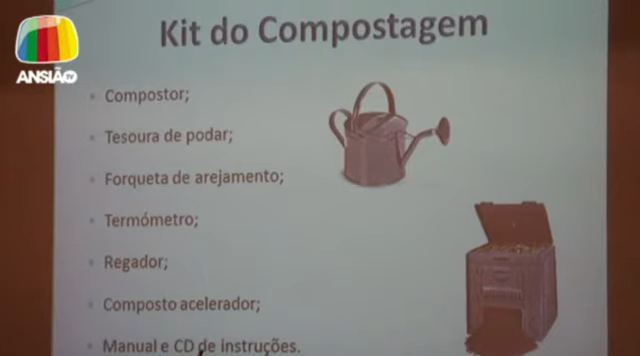 Kit do Compostagem
ANSIÃO TV
Compostor;
Tesoura de podar;
Forqueta de arejamento;
Termómetro;
Regador;
Composto acelerador;
Manual e CD de instruções.